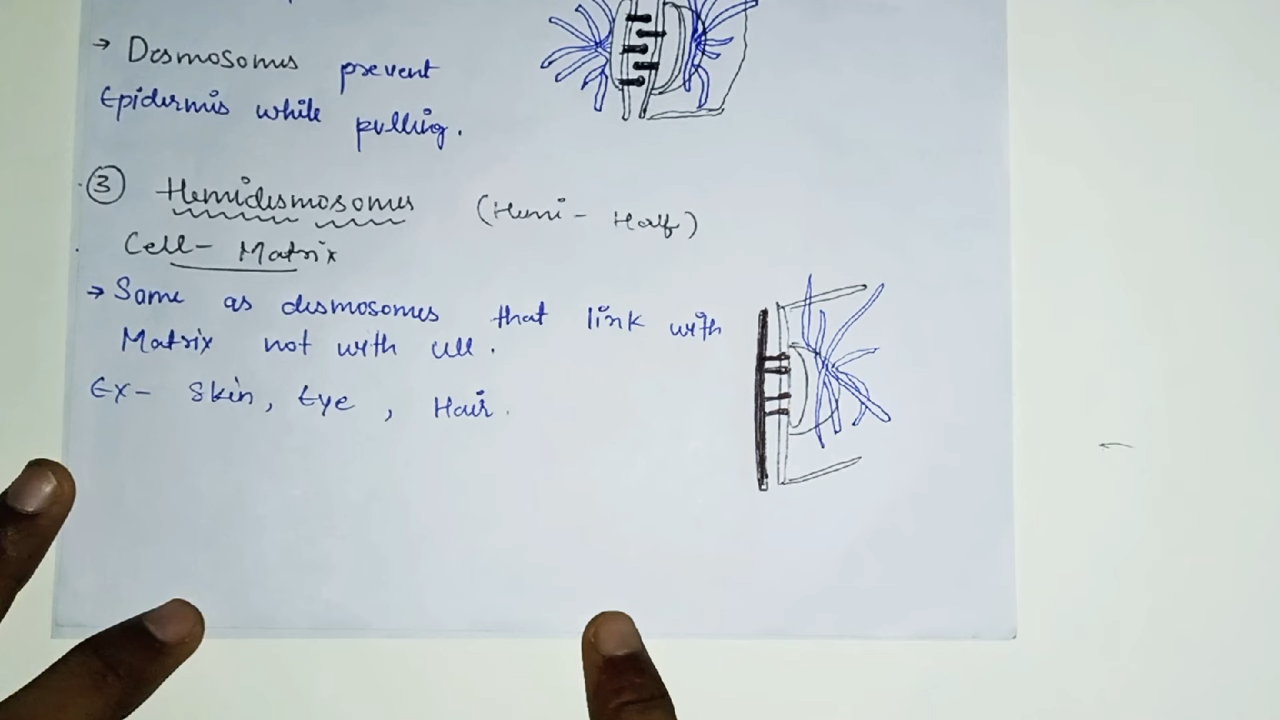 → Desmosomes prevent
Epidermis while pulling.
③ Hemidesmosomes (Hemi - Half)
Cell - Matrix
→ Same as desmosomes that link with
Matrix not with cell.
Ex - Skin, Eye, Hair.